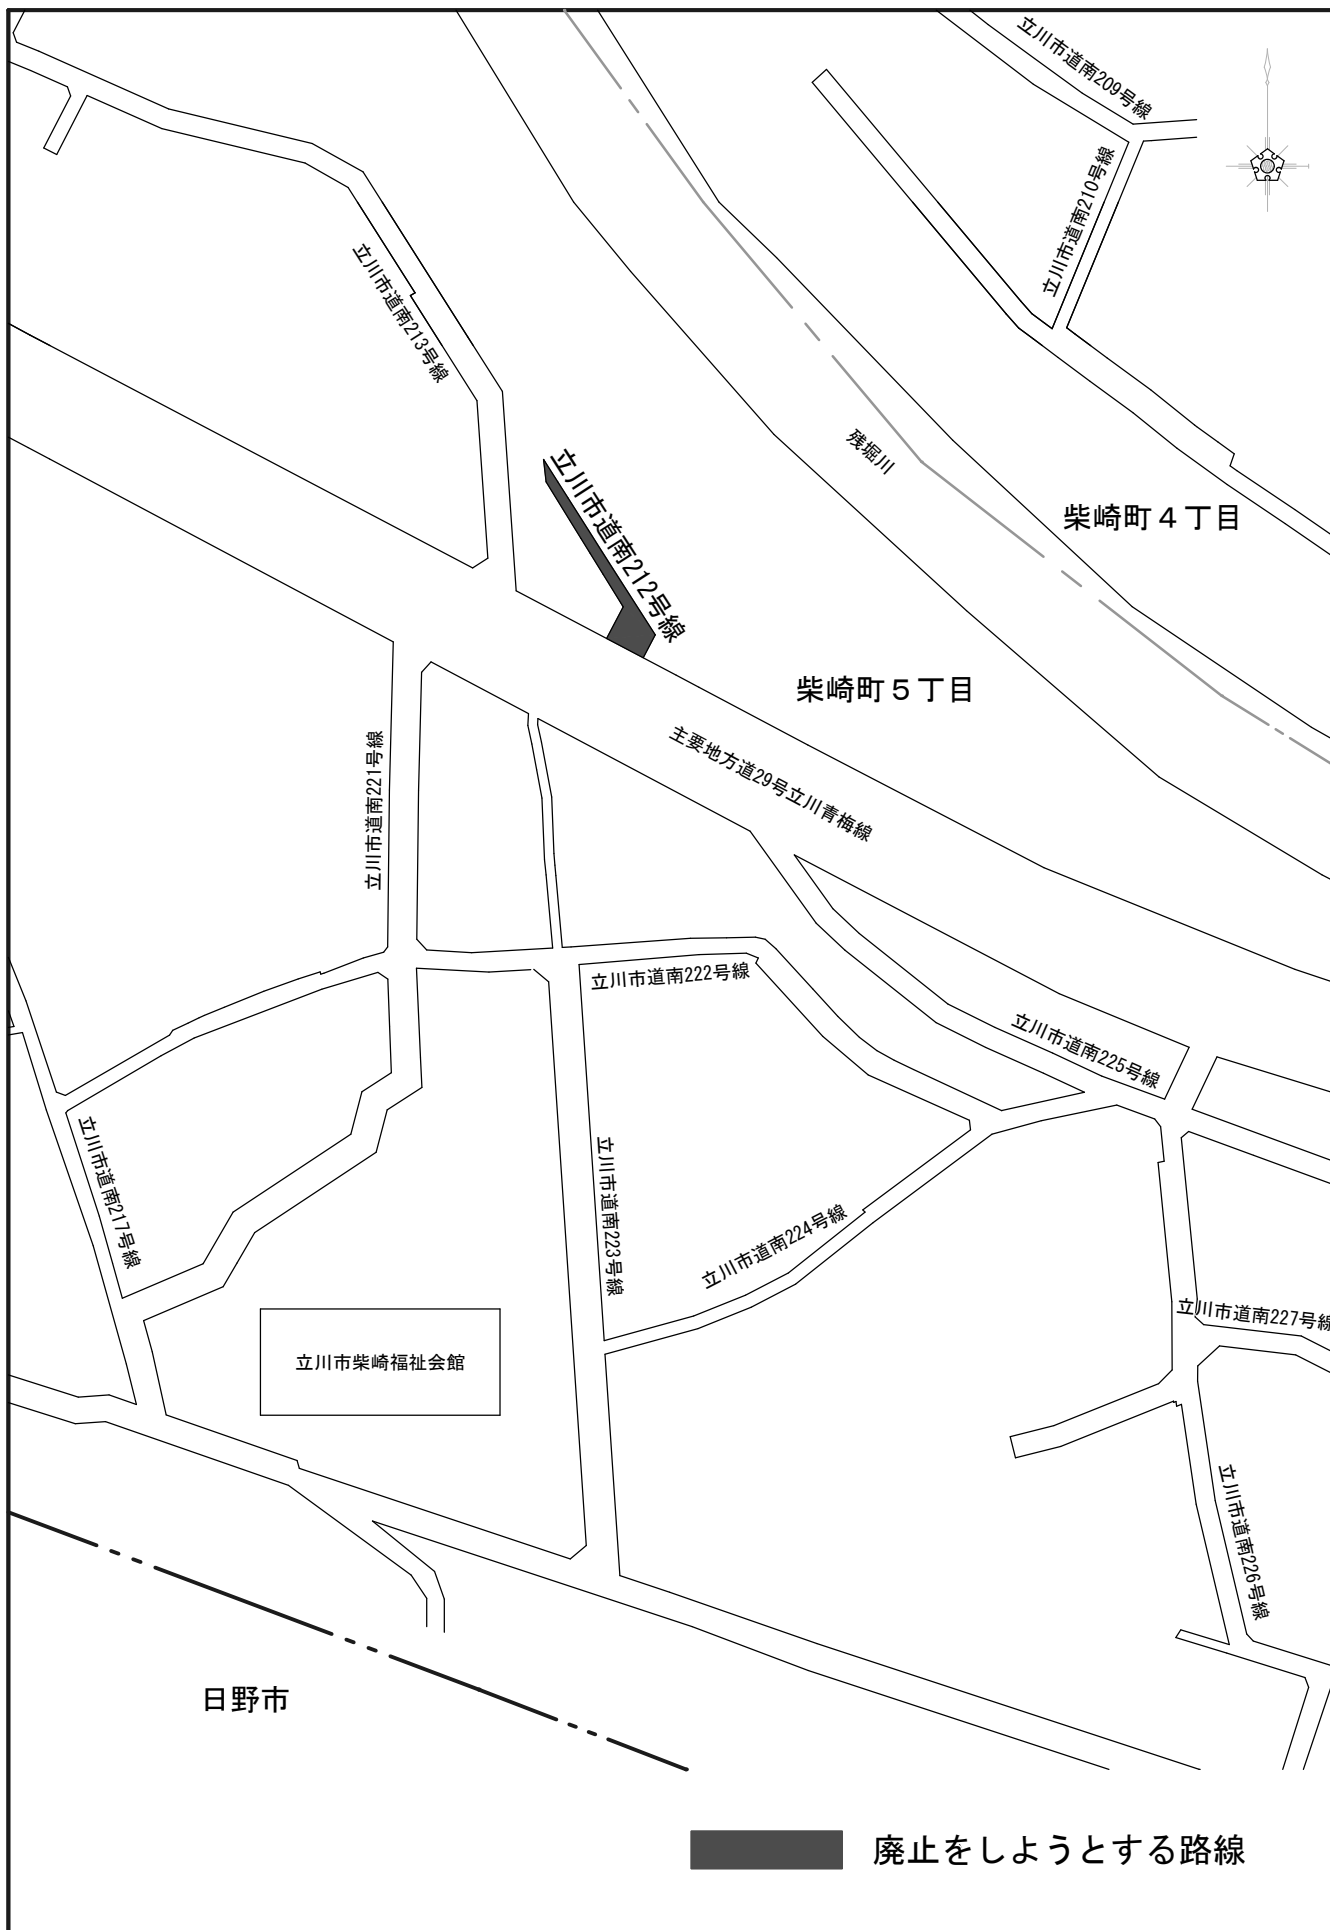 立川市道南209号線
立川市道南210号線
立川市道南213号線
残堀川
立川市道南212号線
柴崎町４丁目
柴崎町５丁目
主要地方道29号立川青梅線
立川市道南221号線
立川市道南222号線
立川市道南225号線
立川市道南217号線
立川市道南223号線
立川市道南224号線
立川市道南227号線
立川市柴崎福祉会館
立川市道南226号線
日野市
廃止をしようとする路線